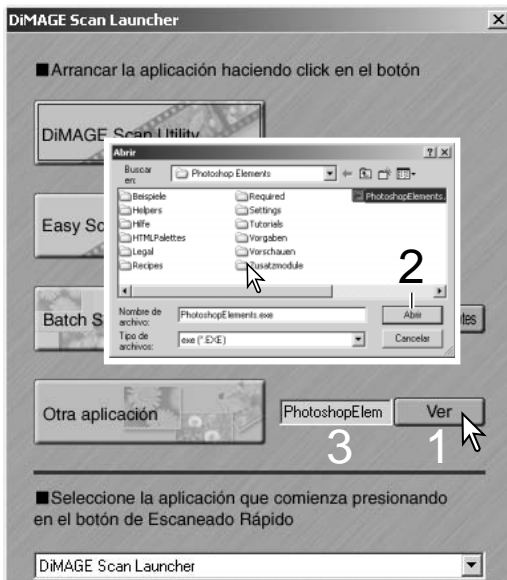 DiMAGE Scan Launcher
■Arrancar la aplicación haciendo click en el botón
DiMAGE Scan Utility
Abrir
Buscar en:
Photoshop Elements
Beispiele
Helpers
Hilfe
HTMLPalettes
Legal
Recipes
Required
Settings
Tutorials
Vorgaben
Vorschauen
Zusatzmodule
PhotoshopElements.
2
Nombre de archivo:
PhotoshopElements.exe
Abrir
Tipo de archivos:
exe (*.EXE)
Cancelar
Easy Sc
Batch S
tes
Otra aplicación
PhotoshopElem
Ver
3
1
■Seleccione la aplicación que comienza presionando
en el botón de Escaneado Rápido
DiMAGE Scan Launcher